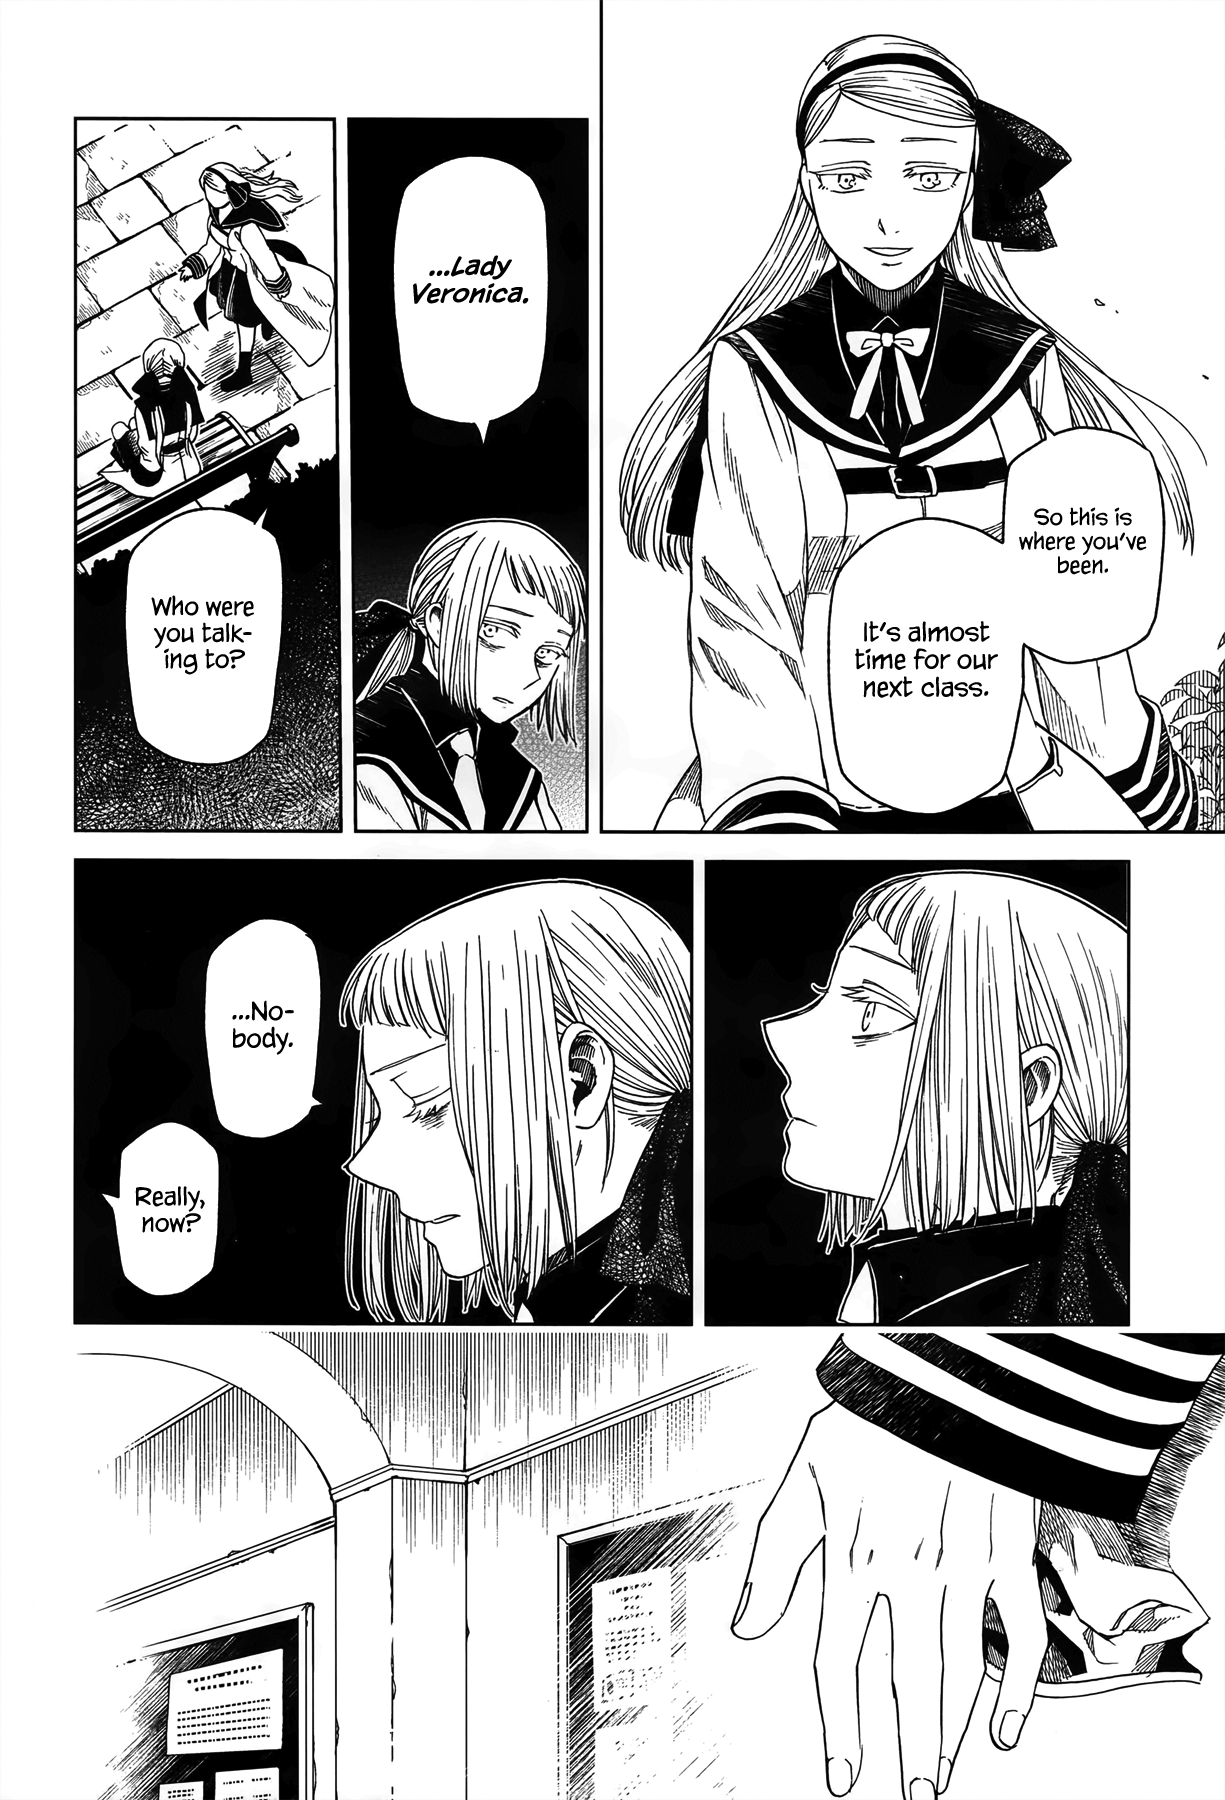 So this is
where you've
been.
It's almost
time for our
next class.
...Lady
Veronica.
Who were
you talk-
ing to?
...No-
body.
Really,
now?